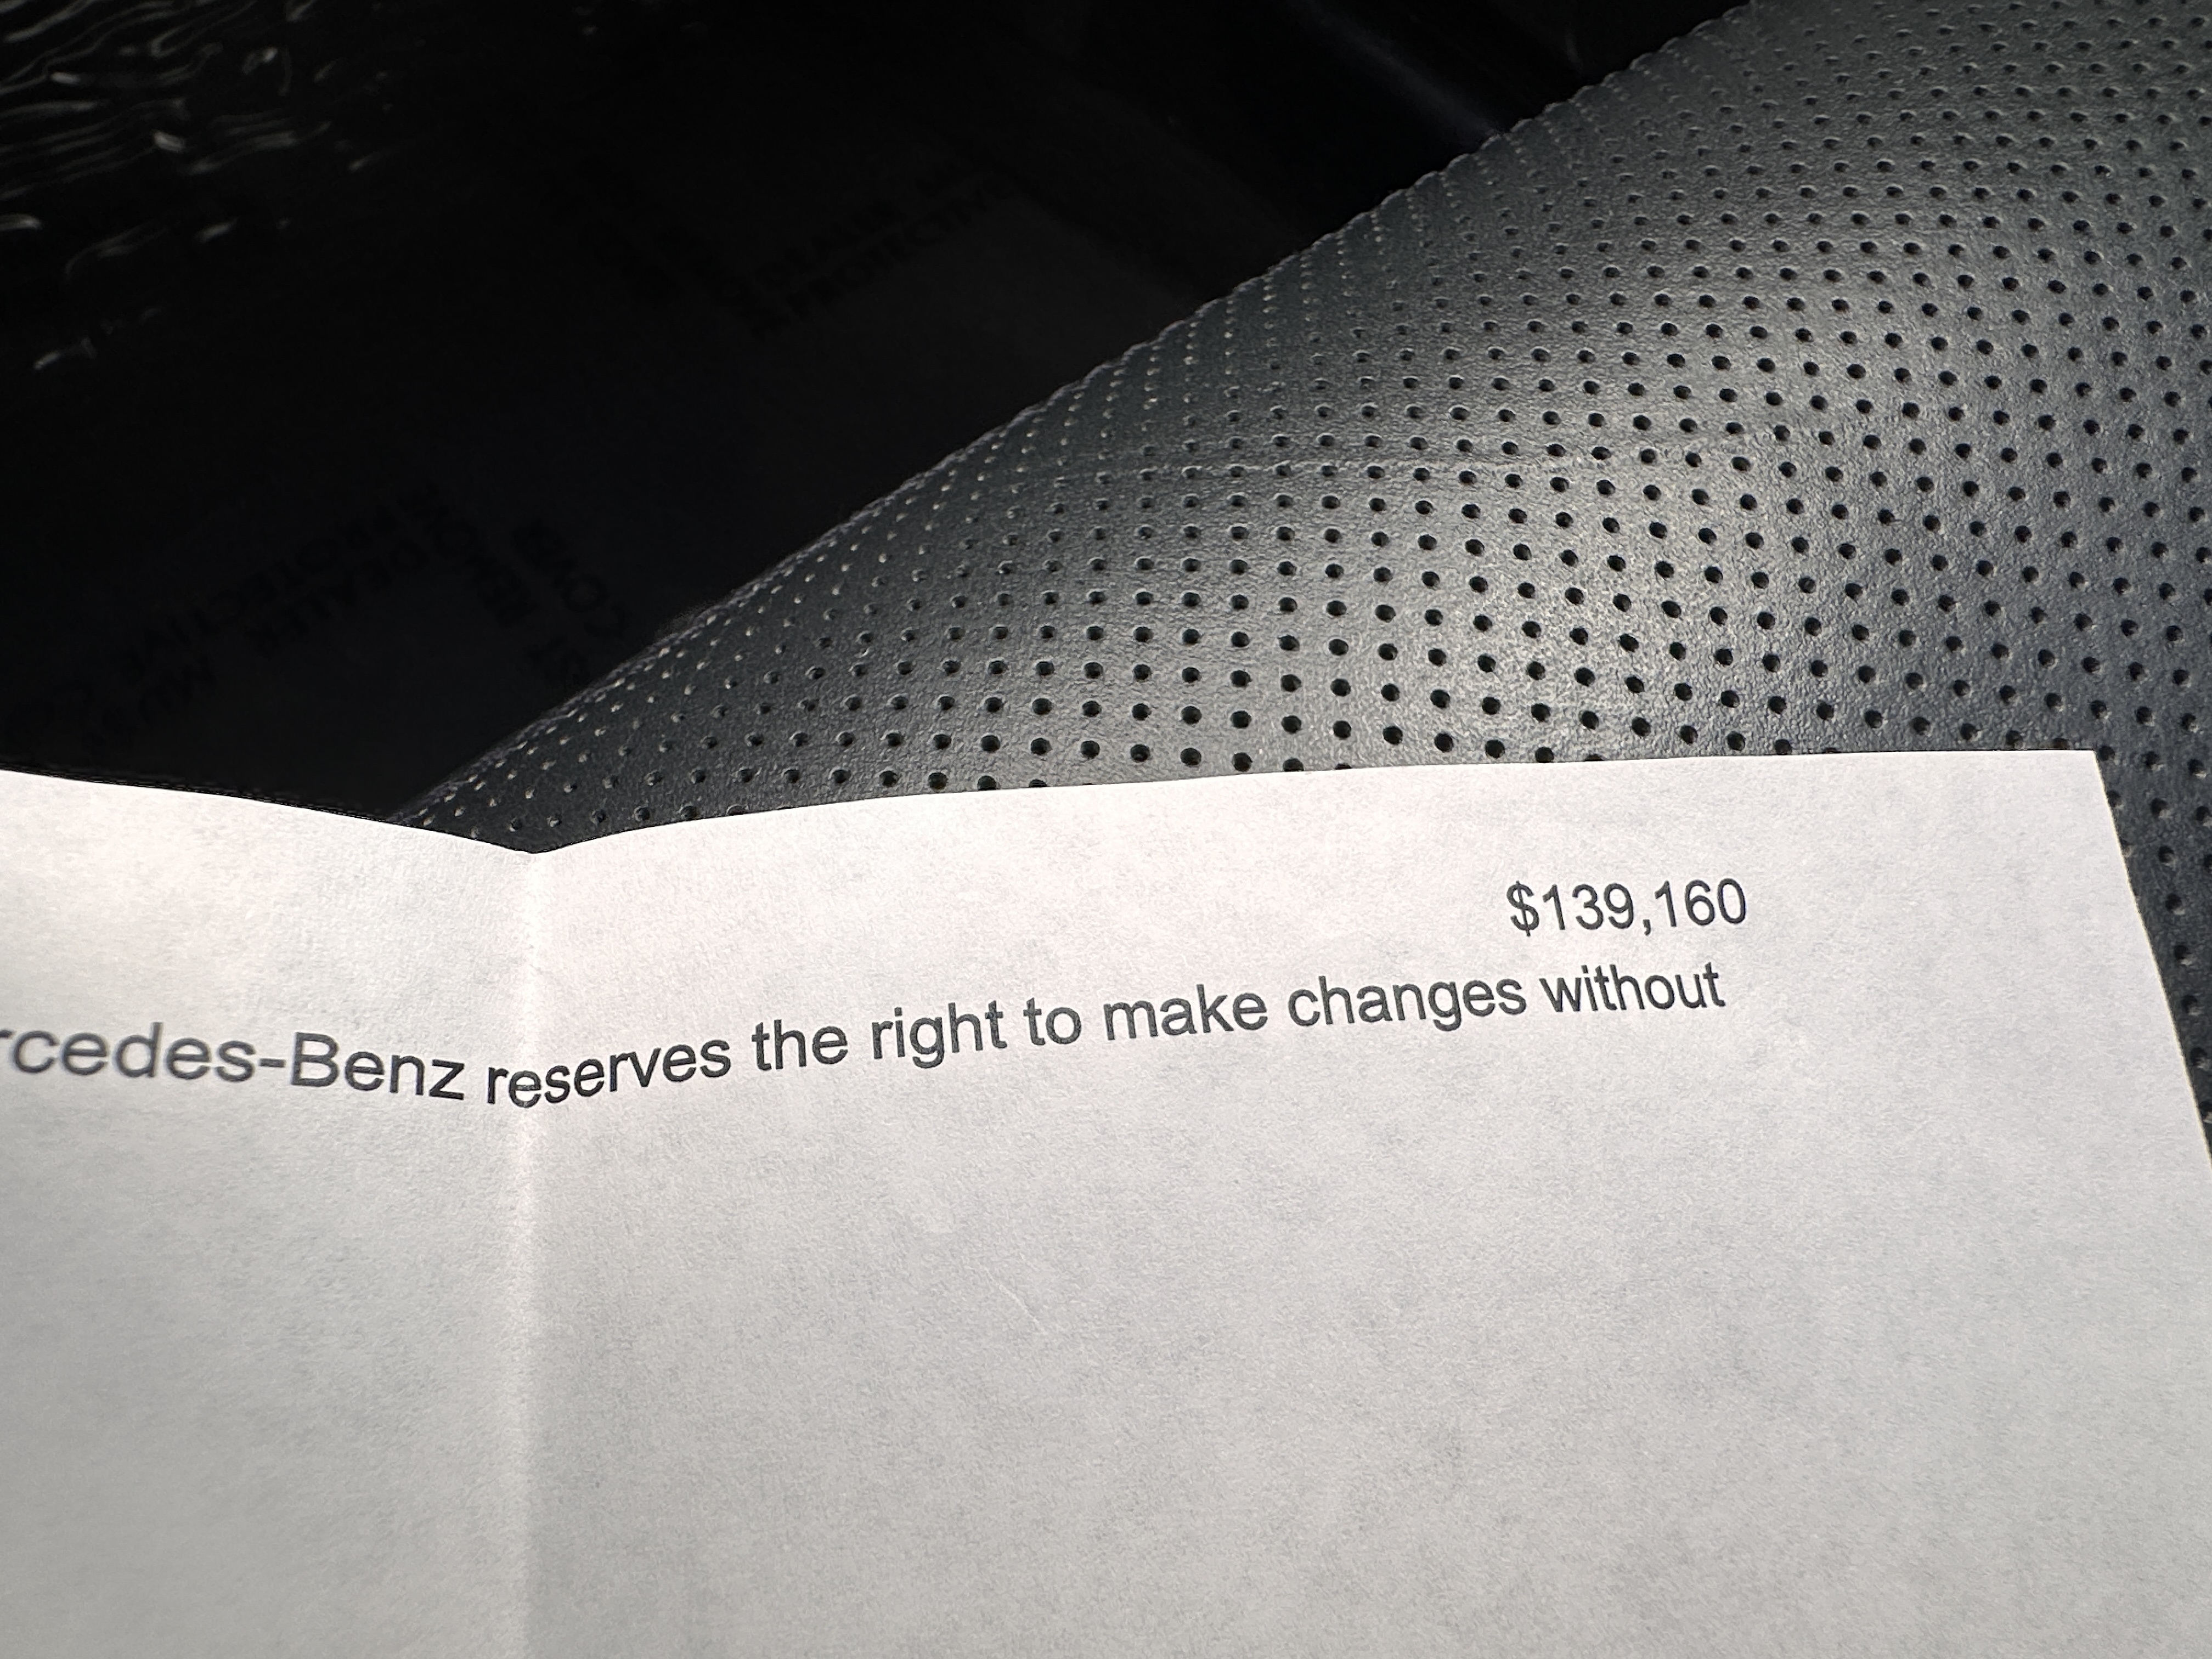 $139,160
rcedes-Benz reserves the right to make changes without